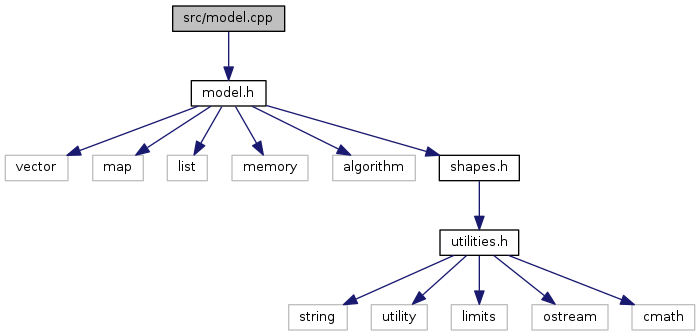 src/model.cpp
model.h
vector
map
list
memory
algorithm
shapes.h
utilities.h
string
utility
limits
ostream
cmath